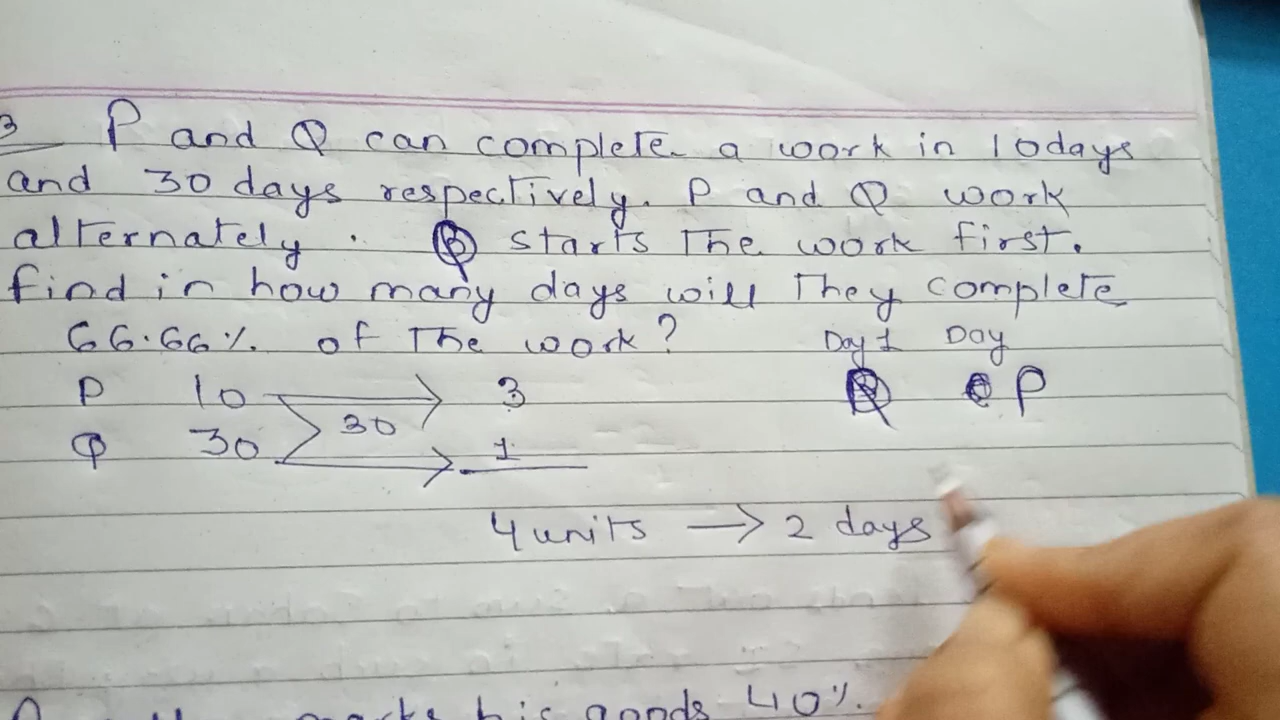 3 P and Q can complete a work in 10days
and 30 days respectively. P and Q work
alternately. Q starts The work first.
find in how many days will They complete
66.66% of The work?
Day 1 Day
P 10 3 Q P
30
Q 30 1
4 units → 2 days
marks his goods 40%.